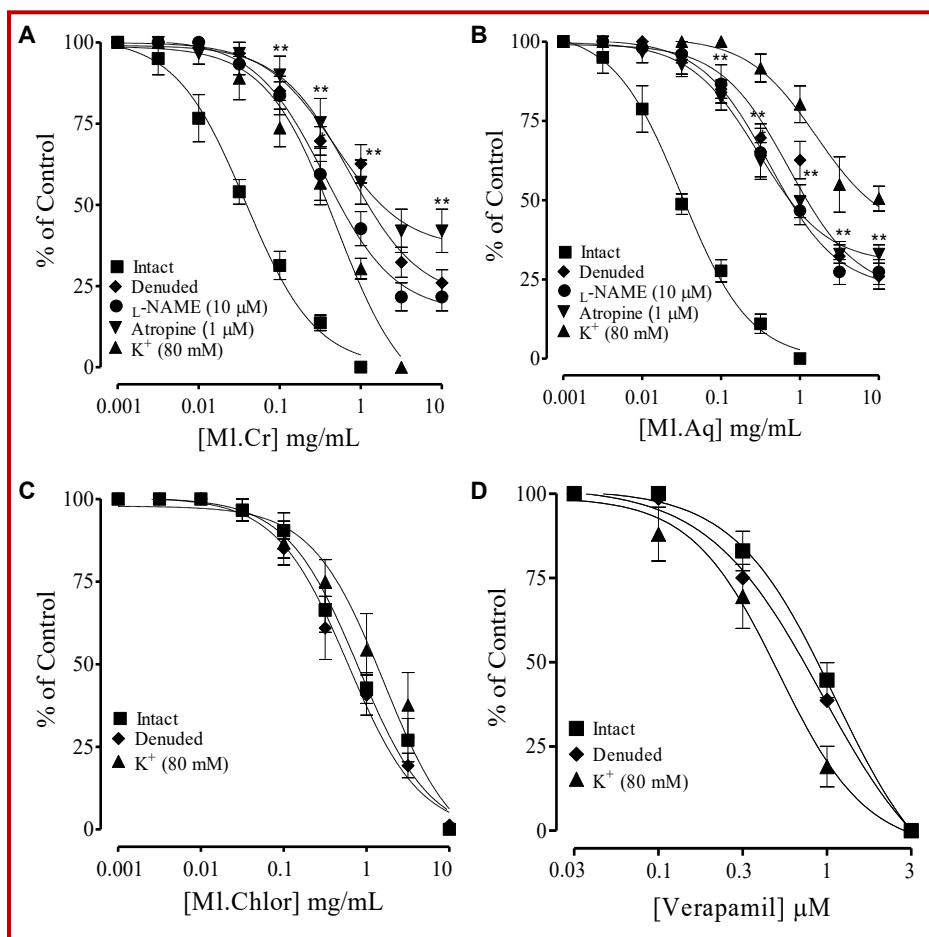 A
**
**
**
**
100
75
50
25
0
% of Control
Intact
Denuded
L-NAME (10 µM)
Atropine (1 µM)
K+ (80 mM)
0.001 0.01 0.1 1 10
[Ml.Cr] mg/mL
B
**
**
**
**
**
100
75
50
25
0
% of Control
Intact
Denuded
L-NAME (10 µM)
Atropine (1 µM)
K+ (80 mM)
0.001 0.01 0.1 1 10
[Ml.Aq] mg/mL
C
100
75
50
25
0
% of Control
Intact
Denuded
K+ (80 mM)
0.001 0.01 0.1 1 10
[Ml.Chlor] mg/mL
D
100
75
50
25
0
% of Control
Intact
Denuded
K+ (80 mM)
0.03 0.1 0.3 1 3
[Verapamil] µM